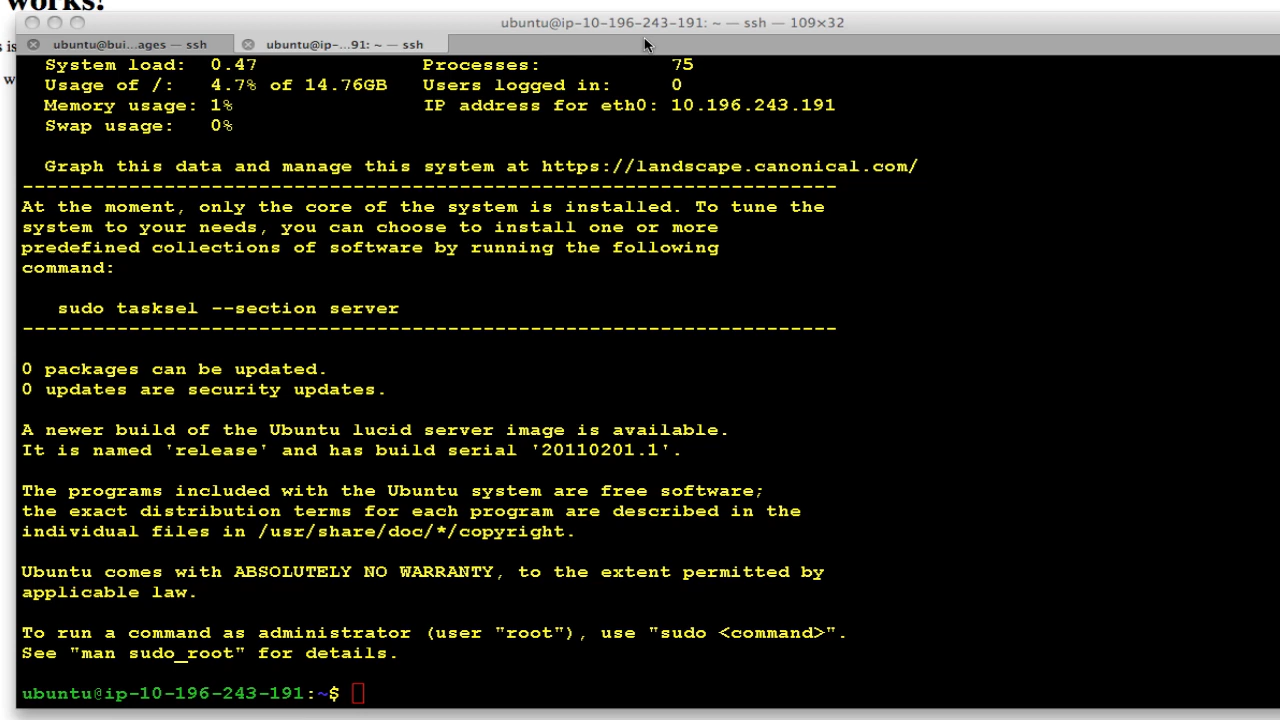 works!
ubuntu@ip-10-196-243-191: ~ — ssh — 109×32
s is
ubuntu@bui...ages — ssh
ubuntu@ip-...91: ~ — ssh
w
System load: 0.47 Processes: 75
Usage of /: 4.7% of 14.76GB Users logged in: 0
Memory usage: 1% IP address for eth0: 10.196.243.191
Swap usage: 0%
Graph this data and manage this system at https://landscape.canonical.com/
---------------------------------------------------------------------
At the moment, only the core of the system is installed. To tune the
system to your needs, you can choose to install one or more
predefined collections of software by running the following
command:
sudo tasksel --section server
---------------------------------------------------------------------
0 packages can be updated.
0 updates are security updates.
A newer build of the Ubuntu lucid server image is available.
It is named 'release' and has build serial '20110201.1'.
The programs included with the Ubuntu system are free software;
the exact distribution terms for each program are described in the
individual files in /usr/share/doc/*/copyright.
Ubuntu comes with ABSOLUTELY NO WARRANTY, to the extent permitted by
applicable law.
To run a command as administrator (user "root"), use "sudo <command>".
See "man sudo_root" for details.
ubuntu@ip-10-196-243-191:~$